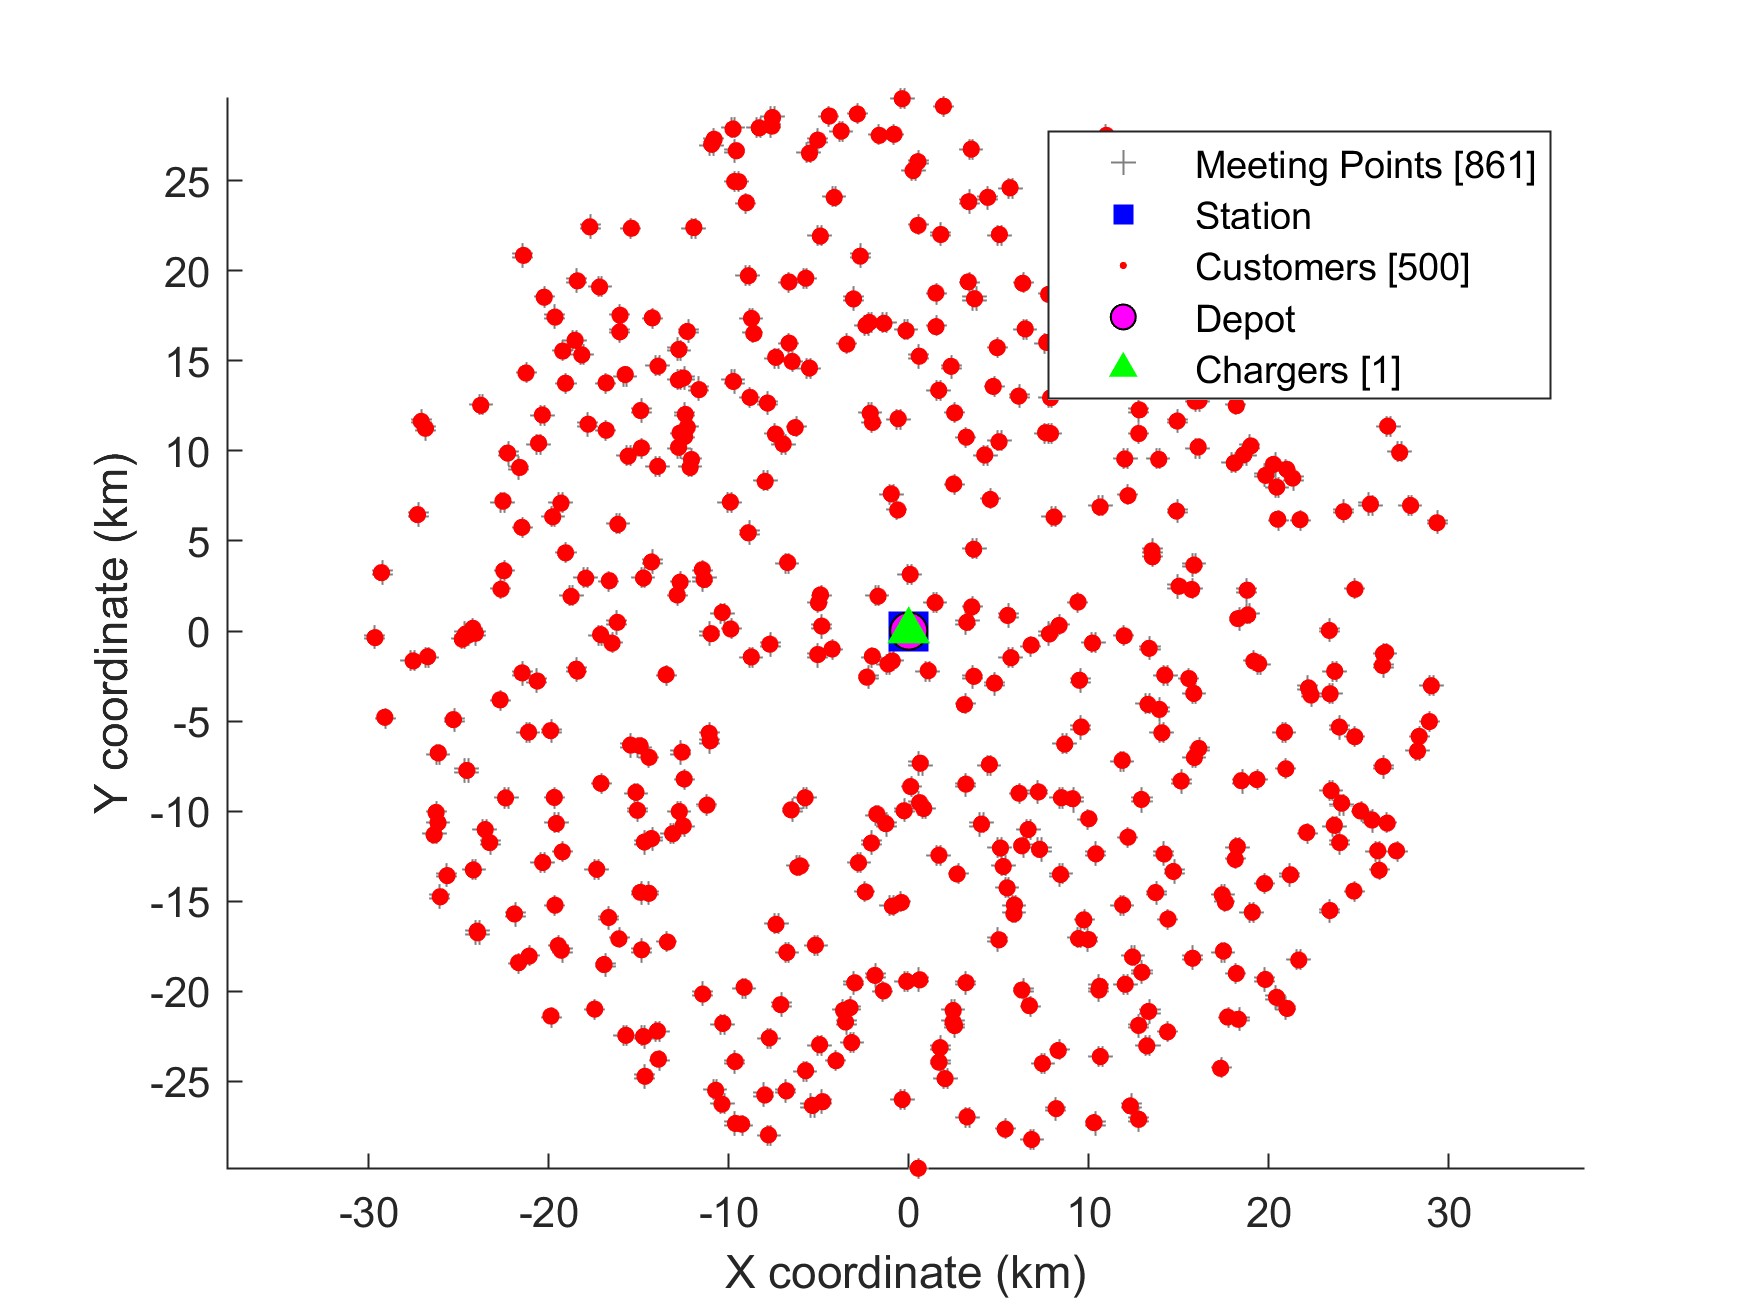 Meeting Points [861]
Station
Customers [500]
Depot
Chargers [1]
25
20
15
10
5
0
-5
-10
-15
-20
-25
Y coordinate (km)
-30 -20 -10 0 10 20 30
X coordinate (km)